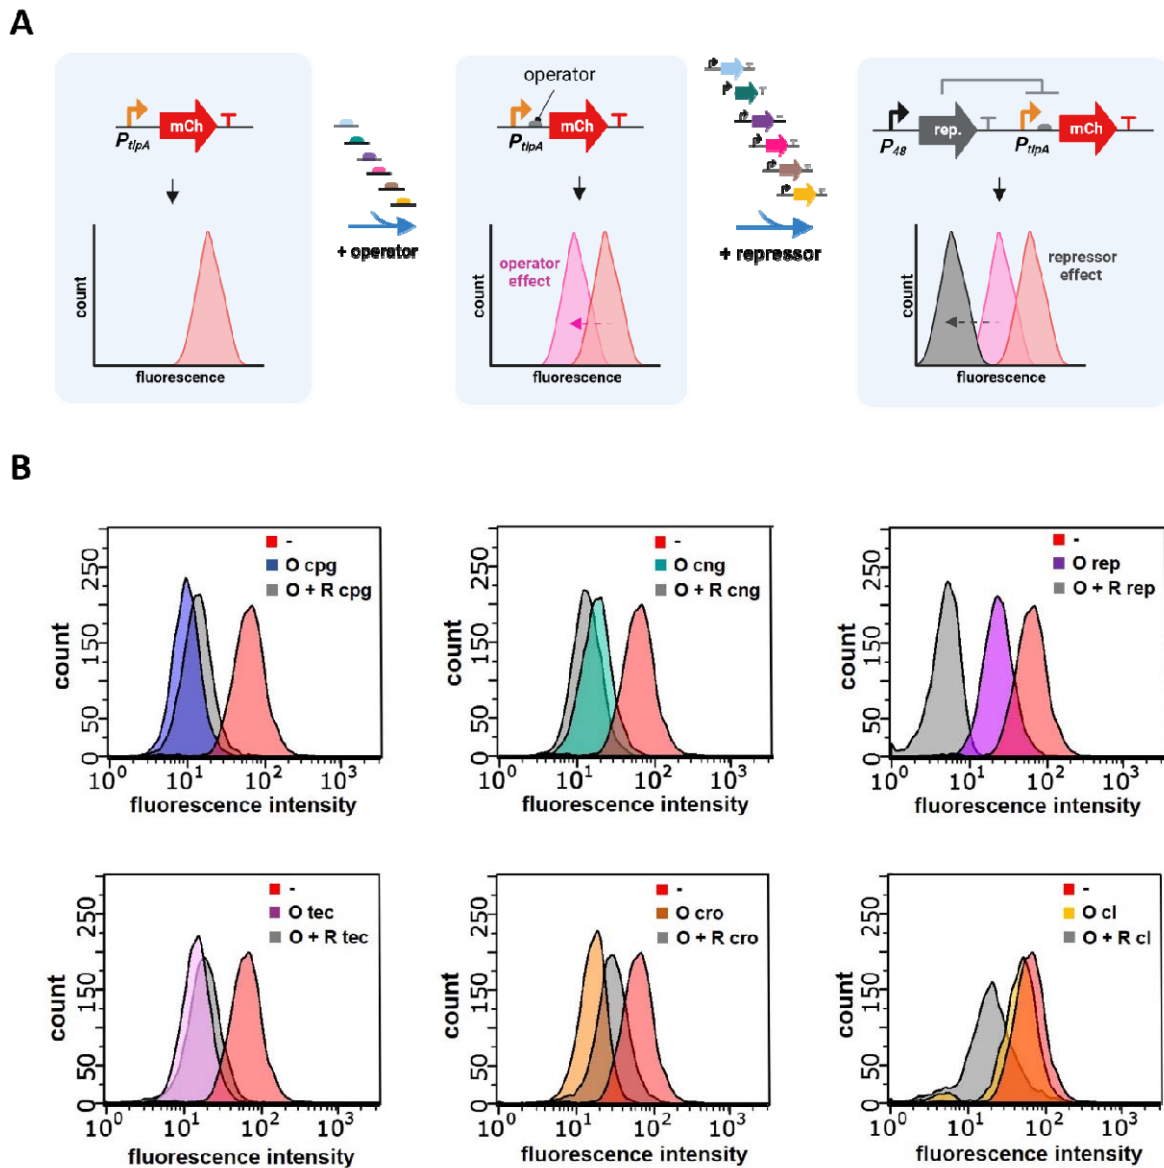 A
operator
mCh
PtlpA
+ operator
mCh
PtlpA
+ repressor
rep.
mCh
P48
PtlpA
count
fluorescence
operator
effect
count
fluorescence
repressor
effect
count
fluorescence
B
-
O cpg
O + R cpg
250
150
50
0
count
10^0 10^1 10^2 10^3
fluorescence intensity
-
O cng
O + R cng
250
150
50
0
count
10^0 10^1 10^2 10^3
fluorescence intensity
-
O rep
O + R rep
250
150
50
0
count
10^0 10^1 10^2 10^3
fluorescence intensity
-
O tec
O + R tec
250
150
50
0
count
10^0 10^1 10^2 10^3
fluorescence intensity
-
O cro
O + R cro
250
150
50
0
count
10^0 10^1 10^2 10^3
fluorescence intensity
-
O cl
O + R cl
250
150
50
0
count
10^0 10^1 10^2 10^3
fluorescence intensity